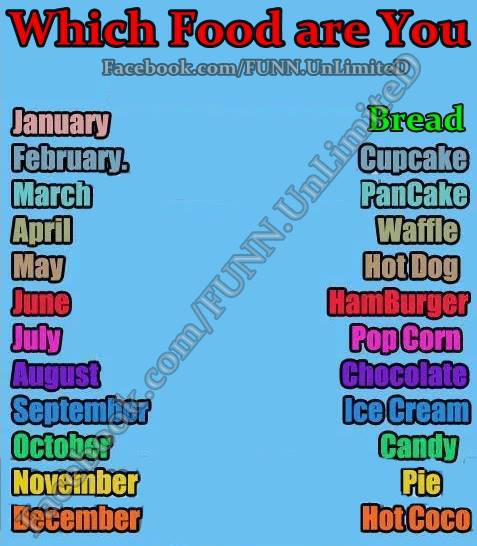 Which Food are You
Facebook.com/FUNN.UnLimiteD
January Bread
February. Cupcake
March PanCake
April Waffle
May Hot Dog
June HamBurger
July Pop Corn
August Chocolate
September Ice Cream
October Candy
November Pie
December Hot Coco
Facebook.com/FUNN.UnLimiteD